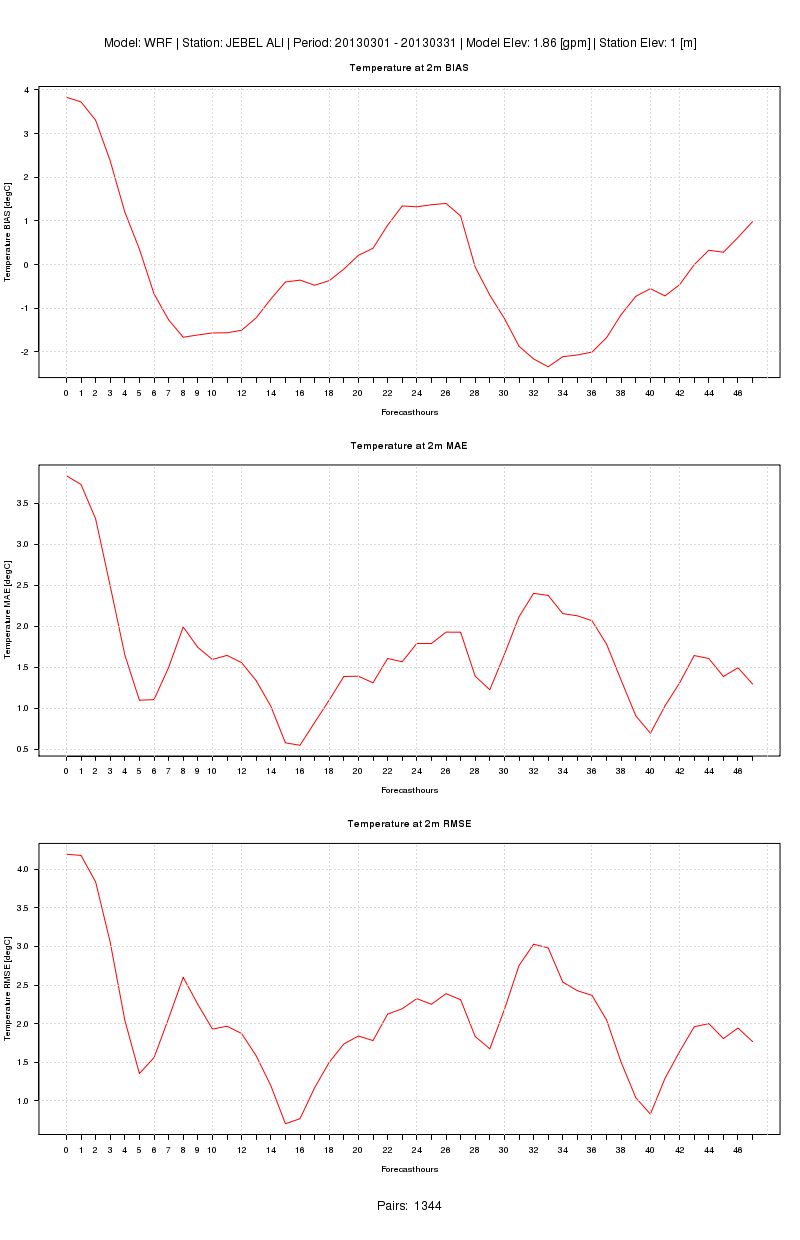 Model: WRF | Station: JEBEL ALI | Period: 20130301 - 20130331 | Model Elev: 1.86 [gpm] | Station Elev: 1 [m]
Temperature at 2m BIAS
Temperature BIAS [degC]
4
3
2
1
0
-1
-2
0 1 2 3 4 5 6 7 8 9 10 12 14 16 18 20 22 24 26 28 30 32 34 36 38 40 42 44 46
Forecasthours
Temperature at 2m MAE
Temperature MAE [degC]
3.5
3.0
2.5
2.0
1.5
1.0
0.5
0 1 2 3 4 5 6 7 8 9 10 12 14 16 18 20 22 24 26 28 30 32 34 36 38 40 42 44 46
Forecasthours
Temperature at 2m RMSE
Temperature RMSE [degC]
4.0
3.5
3.0
2.5
2.0
1.5
1.0
0 1 2 3 4 5 6 7 8 9 10 12 14 16 18 20 22 24 26 28 30 32 34 36 38 40 42 44 46
Forecasthours
Pairs: 1344